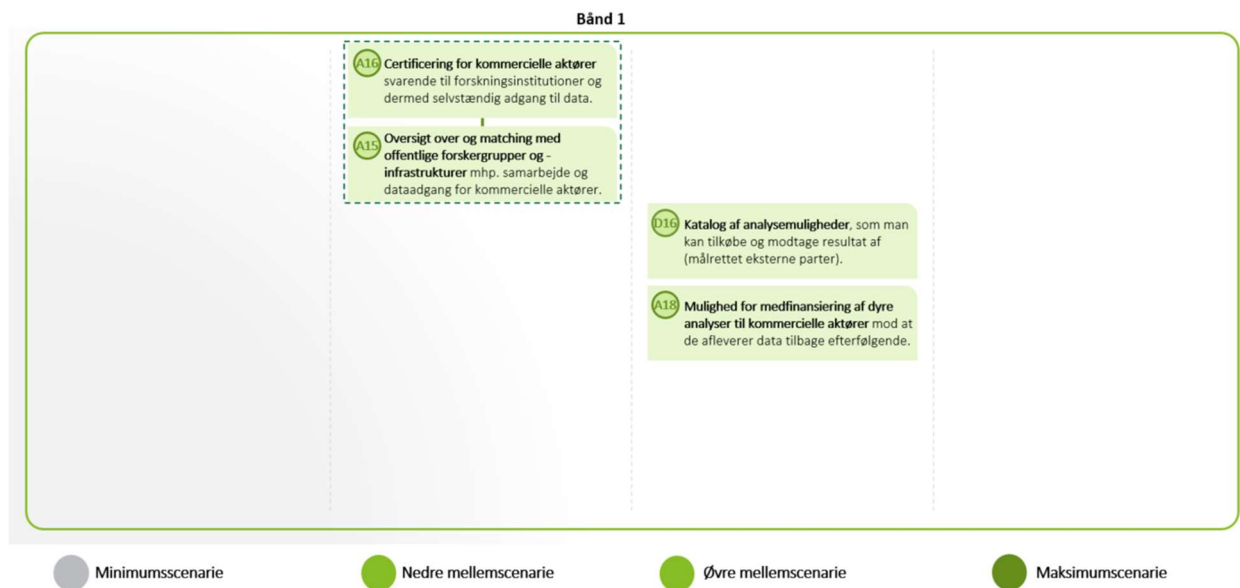 Bånd 1
A16 Certificering for kommercielle aktører
svarende til forskningsinstitutioner og
dermed selvstændig adgang til data.
A15 Oversigt over og matching med
offentlige forskergrupper og -
infrastrukturer mhp. samarbejde og
dataadgang for kommercielle aktører.
D16 Katalog af analysemuligheder, som man
kan tilkøbe og modtage resultat af
(målrettet eksterne parter).
A18 Mulighed for medfinansiering af dyre
analyser til kommercielle aktører mod at
de afleverer data tilbage efterfølgende.
Minimumsscenarie
Nedre mellemscenarie
Øvre mellemscenarie
Maksimumscenarie